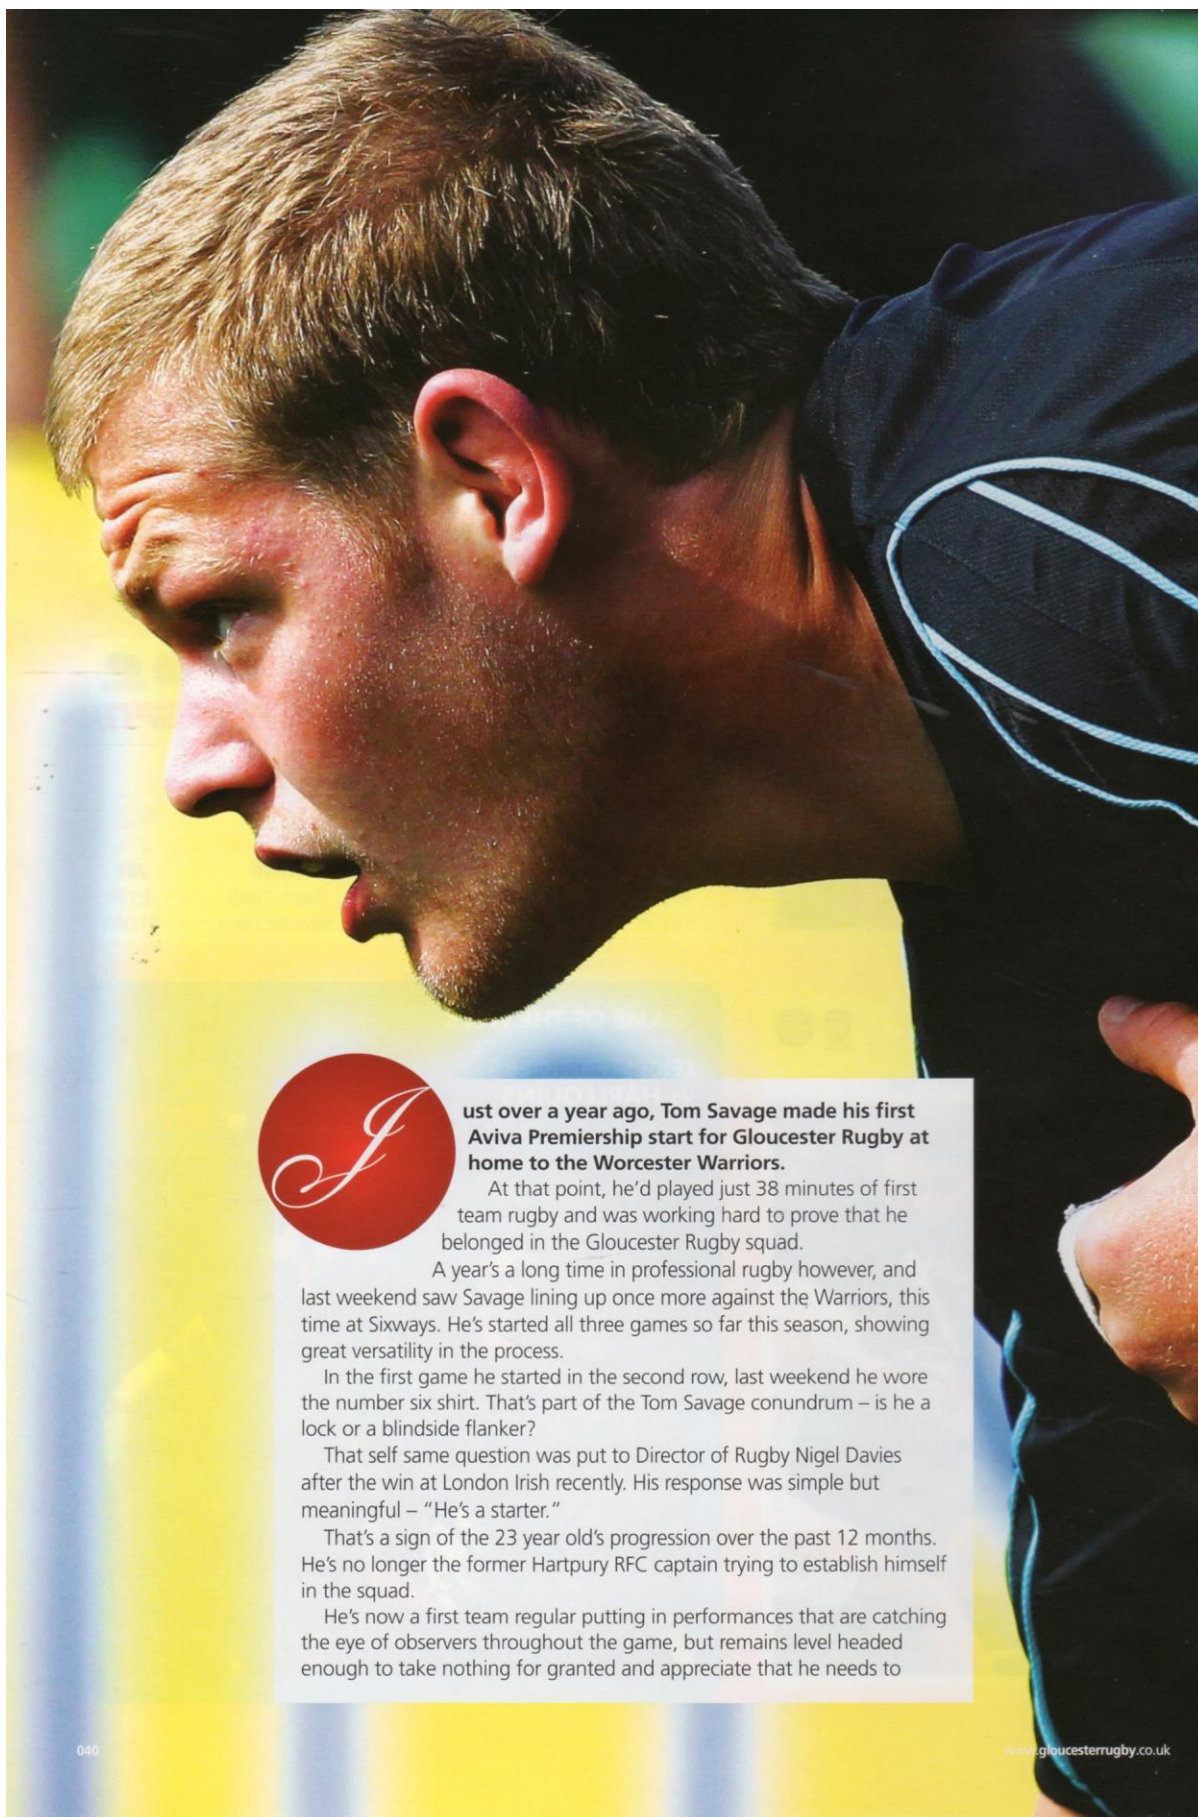 Just over a year ago, Tom Savage made his first
Aviva Premiership start for Gloucester Rugby at
home to the Worcester Warriors.
At that point, he'd played just 38 minutes of first
team rugby and was working hard to prove that he
belonged in the Gloucester Rugby squad.
A year's a long time in professional rugby however, and
last weekend saw Savage lining up once more against the Warriors, this
time at Sixways. He's started all three games so far this season, showing
great versatility in the process.
In the first game he started in the second row, last weekend he wore
the number six shirt. That's part of the Tom Savage conundrum – is he a
lock or a blindside flanker?
That self same question was put to Director of Rugby Nigel Davies
after the win at London Irish recently. His response was simple but
meaningful – "He's a starter."
That's a sign of the 23 year old's progression over the past 12 months.
He's no longer the former Hartpury RFC captain trying to establish himself
in the squad.
He's now a first team regular putting in performances that are catching
the eye of observers throughout the game, but remains level headed
enough to take nothing for granted and appreciate that he needs to
040
www.gloucesterrugby.co.uk